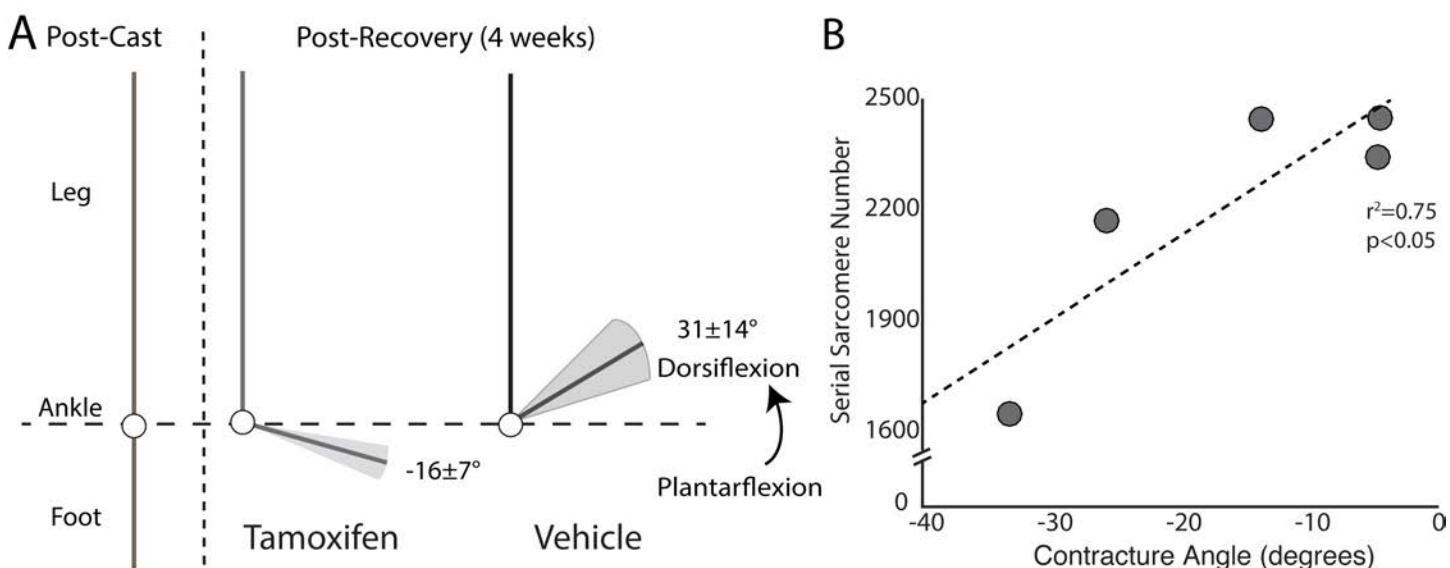 A
Post-Cast
Post-Recovery (4 weeks)
Leg
Ankle
Foot
-16±7°
31±14°
Dorsiflexion
Plantarflexion
Tamoxifen
Vehicle
B
Serial Sarcomere Number
2500
2200
1900
1600
0
r²=0.75
p<0.05
-40 -30 -20 -10 0
Contracture Angle (degrees)